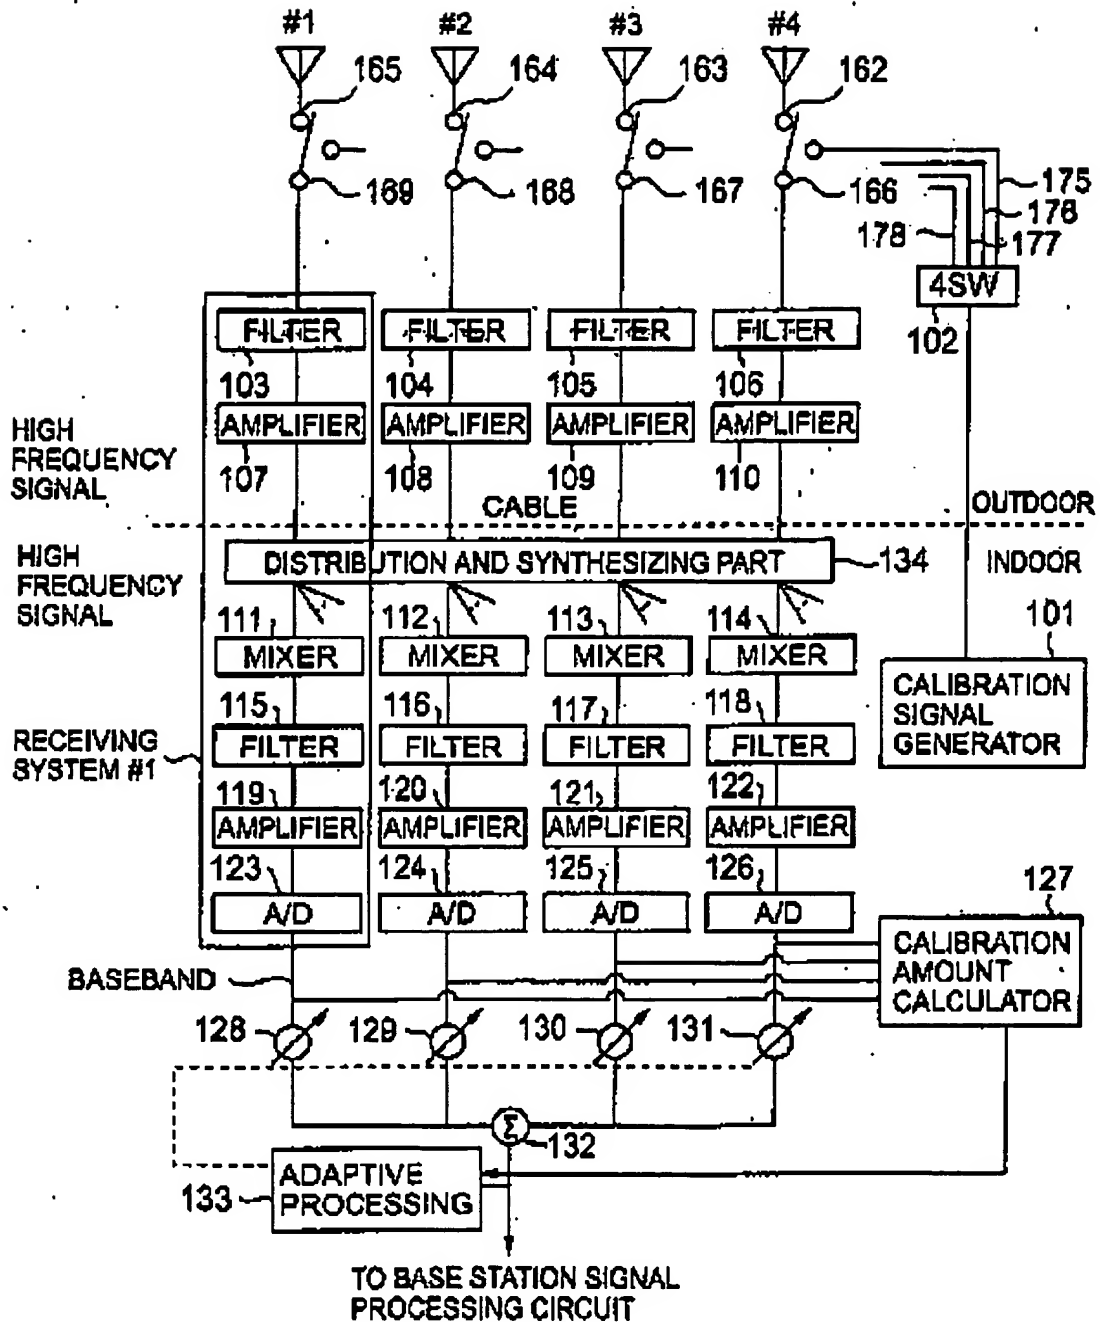 #1 #2 #3 #4
165 164 163 162
169 168 167 166 175
176
178 177
4SW
102
FILTER FILTER FILTER FILTER
103 104 105 106
AMPLIFIER AMPLIFIER AMPLIFIER AMPLIFIER
107 108 109 110
HIGH
FREQUENCY
SIGNAL
CABLE
OUTDOOR
INDOOR
HIGH
FREQUENCY
SIGNAL
DISTRIBUTION AND SYNTHESIZING PART
134
111 112 113 114
MIXER MIXER MIXER MIXER
101
CALIBRATION
SIGNAL
GENERATOR
115 116 117 118
FILTER FILTER FILTER FILTER
RECEIVING
SYSTEM #1
119 120 121 122
AMPLIFIER AMPLIFIER AMPLIFIER AMPLIFIER
123 124 125 126
A/D A/D A/D A/D
127
CALIBRATION
AMOUNT
CALCULATOR
BASEBAND
128 129 130 131
Σ
132
ADAPTIVE
PROCESSING
133
TO BASE STATION SIGNAL
PROCESSING CIRCUIT